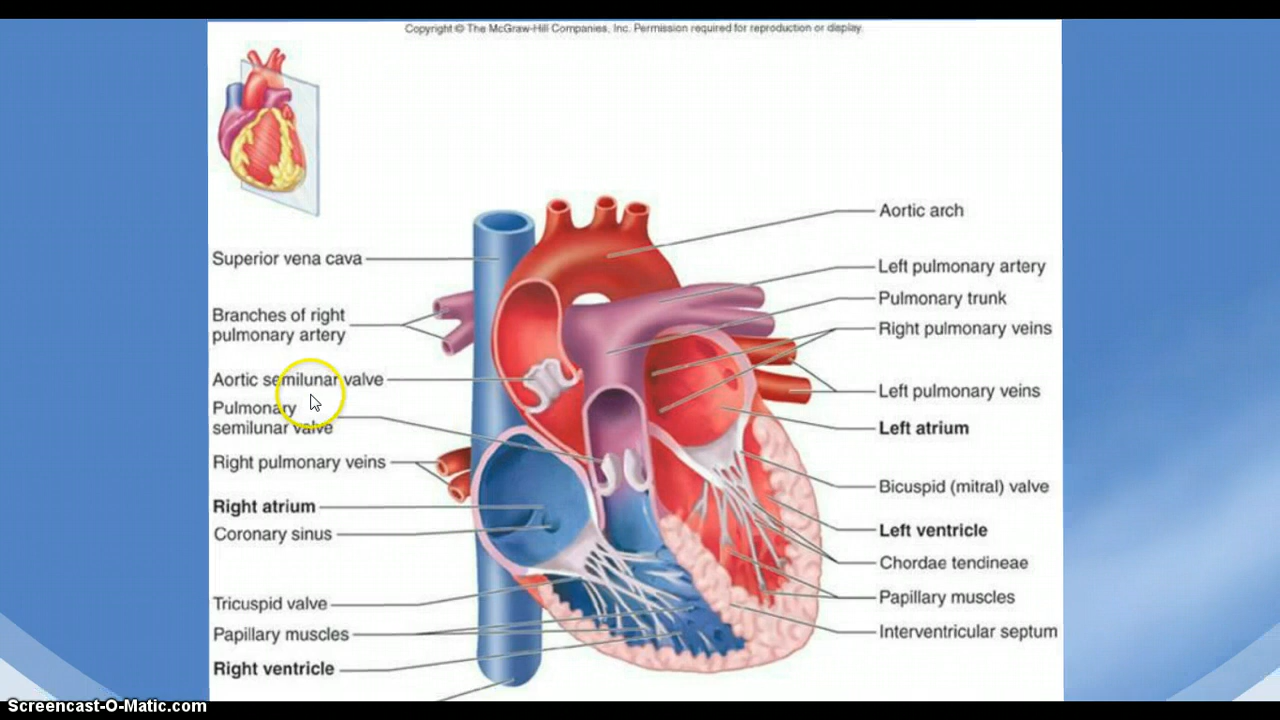 Copyright © The McGraw-Hill Companies, Inc. Permission required for reproduction or display.
Superior vena cava
Branches of right
pulmonary artery
Aortic semilunar valve
Pulmonary
semilunar valve
Right pulmonary veins
Right atrium
Coronary sinus
Tricuspid valve
Papillary muscles
Right ventricle
Aortic arch
Left pulmonary artery
Pulmonary trunk
Right pulmonary veins
Left pulmonary veins
Left atrium
Bicuspid (mitral) valve
Left ventricle
Chordae tendineae
Papillary muscles
Interventricular septum
Screencast-O-Matic.com